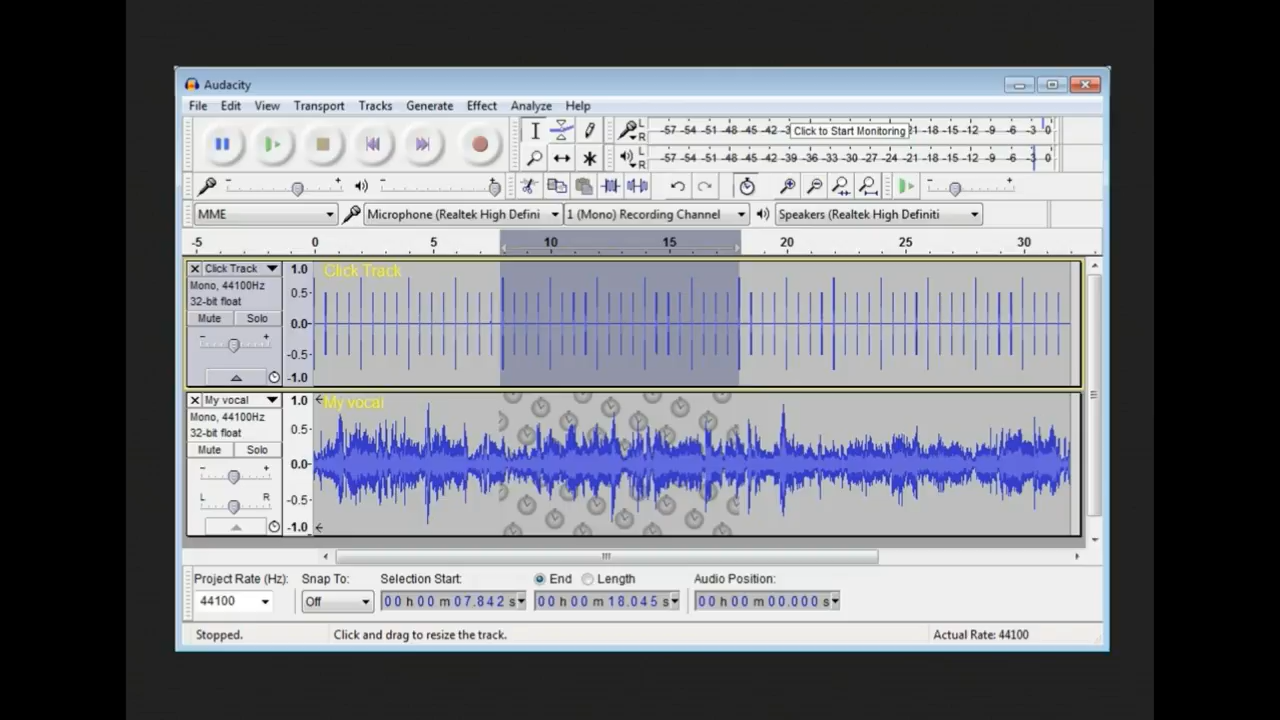 Audacity
File Edit View Transport Tracks Generate Effect Analyze Help
L R -57 -54 -51 -48 -45 -42 -3 Click to Start Monitoring 1 -18 -15 -12 -9 -6 -3 0
L R -57 -54 -51 -48 -45 -42 -39 -36 -33 -30 -27 -24 -21 -18 -15 -12 -9 -6 -3 0
MME Microphone (Realtek High Defini 1 (Mono) Recording Channel Speakers (Realtek High Definiti
-5 0 5 10 15 20 25 30
Click Track 1.0 Click Track
Mono, 44100Hz
32-bit float 0.5
Mute Solo 0.0
- + -0.5
-1.0
My vocal 1.0 My vocal
Mono, 44100Hz
32-bit float 0.5
Mute Solo 0.0
- +
L R -0.5
-1.0
Project Rate (Hz): Snap To: Selection Start: End Length Audio Position:
44100 Off 00 h 00 m 07.842 s 00 h 00 m 18.045 s 00 h 00 m 00.000 s
Stopped. Click and drag to resize the track. Actual Rate: 44100